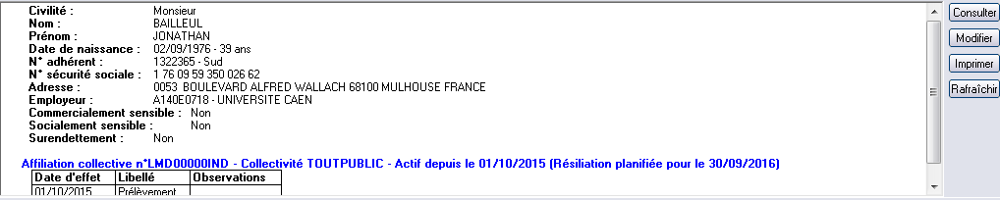 Civilité : Monsieur
Nom : BAILLEUL
Prénom : JONATHAN
Date de naissance : 02/09/1976 - 39 ans
N° adhérent : 1322365 - Sud
N° sécurité sociale : 1 76 09 59 350 026 62
Adresse : 0053 BOULEVARD ALFRED WALLACH 68100 MULHOUSE FRANCE
Employeur : A140E0718 - UNIVERSITE CAEN
Commercialement sensible : Non
Socialement sensible : Non
Surendettement : Non
Affiliation collective n°LMD00000IND - Collectivité TOUTPUBLIC - Actif depuis le 01/10/2015 (Résiliation planifiée pour le 30/09/2016)
Date d'effet Libellé Observations
01/10/2015 Prélèvement
Consulter
Modifier
Imprimer
Rafraîchir